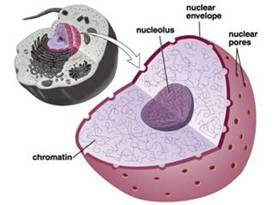 nuclear
envelope
nucleolus
nuclear
pores
chromatin